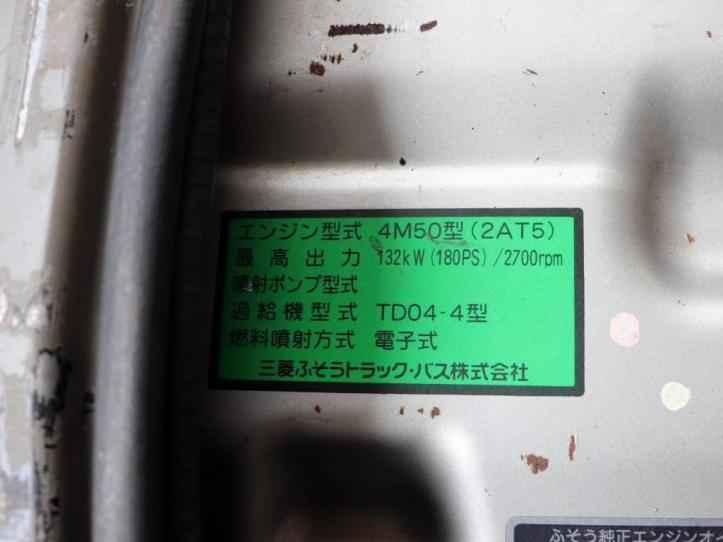 エンジン型式 4M50型(2AT5)
最高出力 132kW(180PS)/2700rpm
噴射ポンプ型式
過給機型式 TD04-4型
燃料噴射方式 電子式
三菱ふそうトラック・バス株式会社
ふそう純正エンジンオ